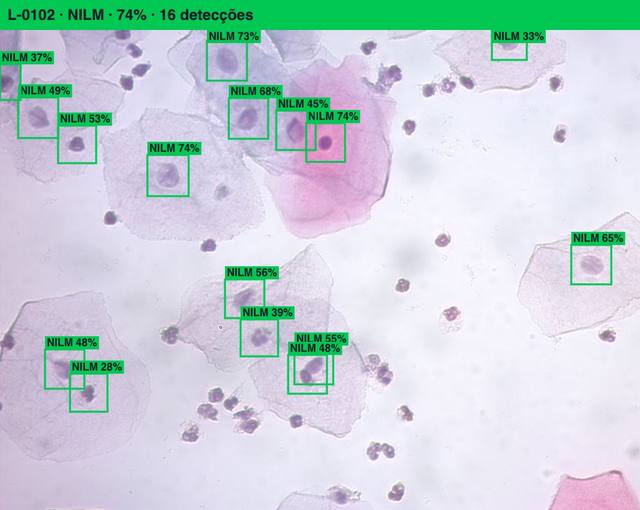 L-0102 · NILM · 74% · 16 detecções
NILM 73%
NILM 33%
NILM 37%
NILM 49%
NILM 68%
NILM 45%
NILM 53%
NILM 74%
NILM 74%
NILM 65%
NILM 56%
NILM 39%
NILM 55%
NILM 48%
NILM 48%
NILM 28%